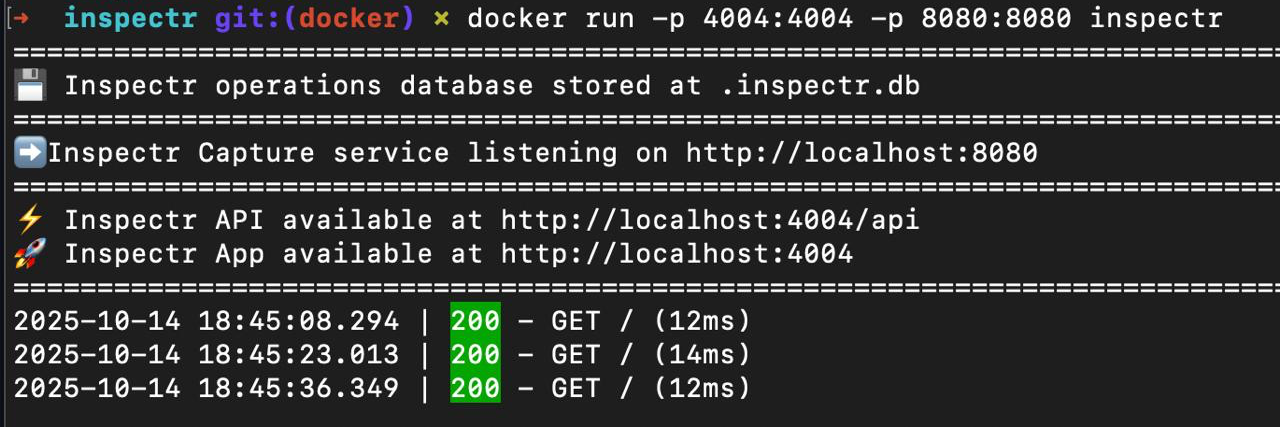 [→ inspectr git:(docker) ✗ docker run -p 4004:4004 -p 8080:8080 inspectr
============================================================================
💾 Inspectr operations database stored at .inspectr.db
============================================================================
➡️Inspectr Capture service listening on http://localhost:8080
============================================================================
⚡ Inspectr API available at http://localhost:4004/api
🚀 Inspectr App available at http://localhost:4004
============================================================================
2025-10-14 18:45:08.294 | 200 - GET / (12ms)
2025-10-14 18:45:23.013 | 200 - GET / (14ms)
2025-10-14 18:45:36.349 | 200 - GET / (12ms)